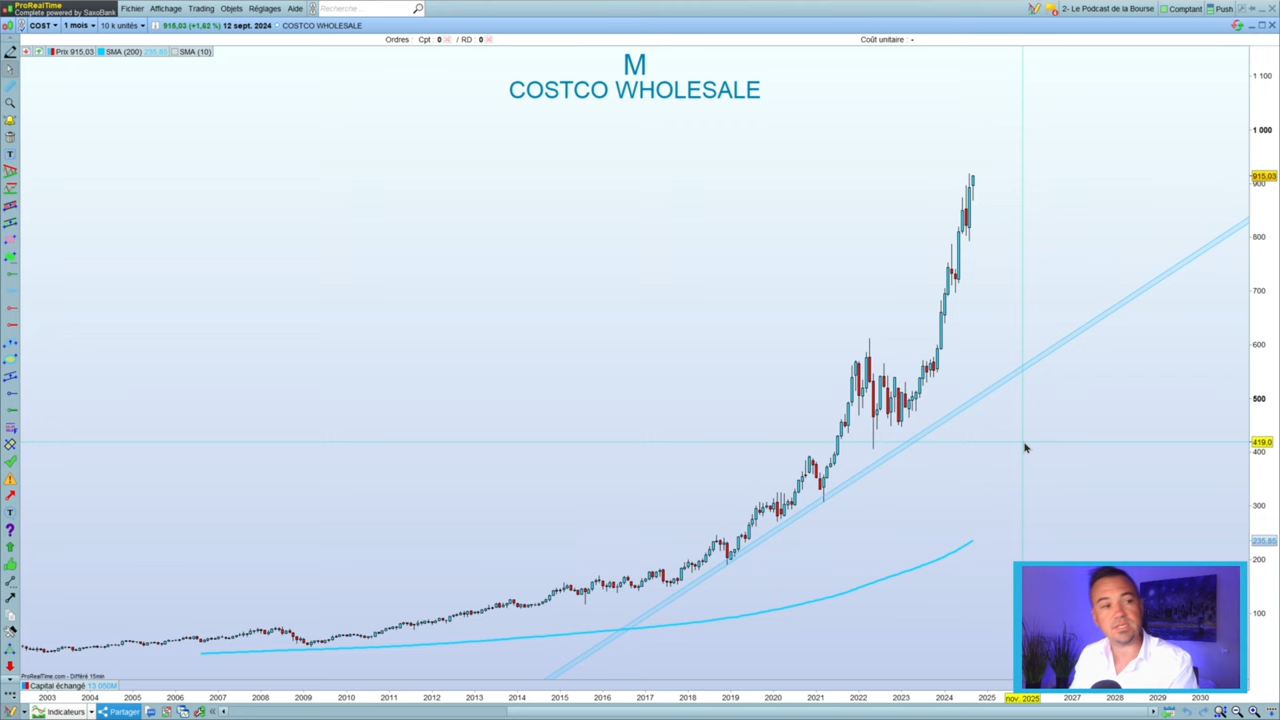 ProRealTime
Complete powered by SaxoBank
Fichier Affichage Trading Objets Réglages Aide
Recherche...
2- Le Podcast de la Bourse
Comptant
Push
COST 1 mois 10 k unités 915,03 (+1,62 %) 12 sept. 2024 COSTCO WHOLESALE
Ordres : Cpt : 0 / RD : 0
Coût unitaire : -
Prix 915,03 SMA (200) 235,65 SMA (10)
M
COSTCO WHOLESALE
1 100
1 000
915,03
900
800
700
600
500
419,0
400
300
235,65
200
100
ProRealTime.com - Différé 15min
Capital échangé 13 050M
2003 2004 2005 2006 2007 2008 2009 2010 2011 2012 2013 2014 2015 2016 2017 2018 2019 2020 2021 2022 2023 2024 2025 nov. 2025 2027 2028 2029 2030
Indicateurs
Partager